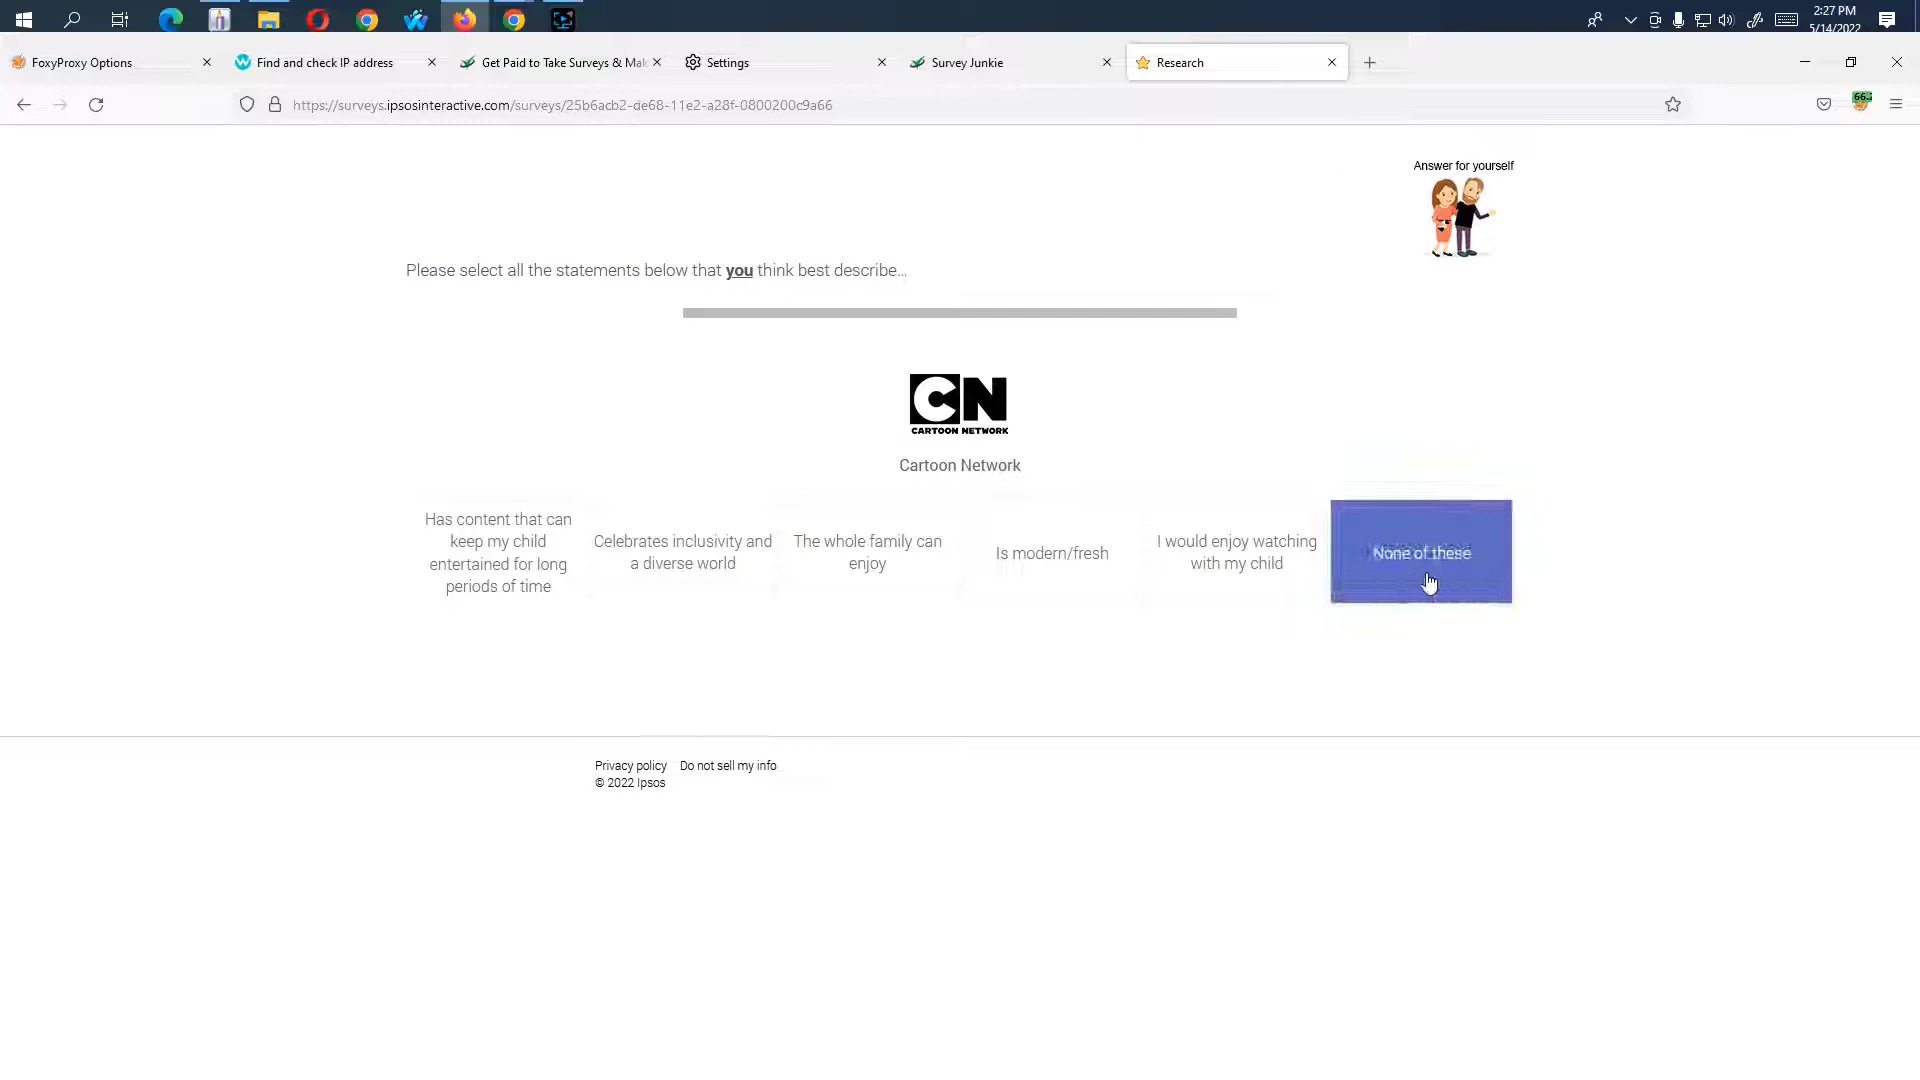 2:27 PM
5/14/2022
FoxyProxy Options
Find and check IP address
Get Paid to Take Surveys & Mak
Settings
Survey Junkie
Research
https://surveys.ipsosinteractive.com/surveys/25b6acb2-de68-11e2-a28f-0800200c9a66
Answer for yourself
Please select all the statements below that you think best describe...
CN
CARTOON NETWORK
Cartoon Network
Has content that can
keep my child
entertained for long
periods of time
Celebrates inclusivity and
a diverse world
The whole family can
enjoy
Is modern/fresh
I would enjoy watching
with my child
None of these
Privacy policy Do not sell my info
© 2022 Ipsos